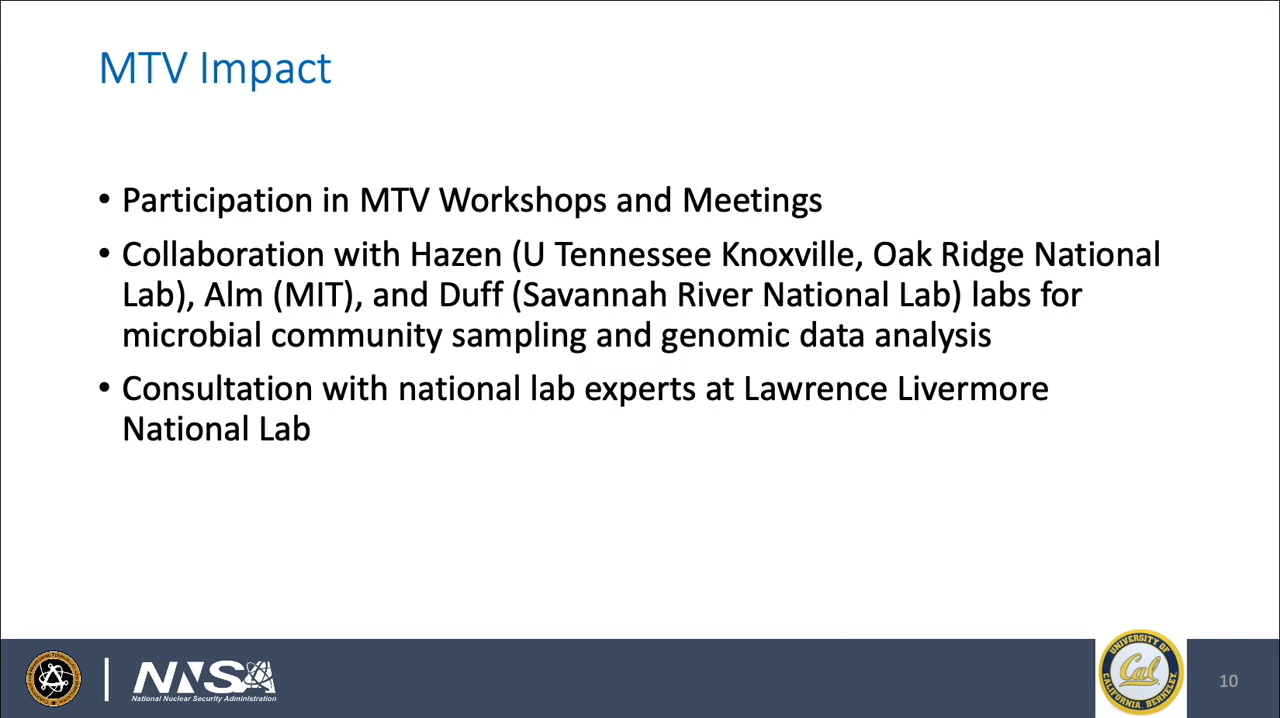 MTV Impact
• Participation in MTV Workshops and Meetings
• Collaboration with Hazen (U Tennessee Knoxville, Oak Ridge National
Lab), Alm (MIT), and Duff (Savannah River National Lab) labs for
microbial community sampling and genomic data analysis
• Consultation with national lab experts at Lawrence Livermore
National Lab
NNSA
National Nuclear Security Administration
UNIVERSITY OF
Cal
CALIFORNIA, BERKELEY
10